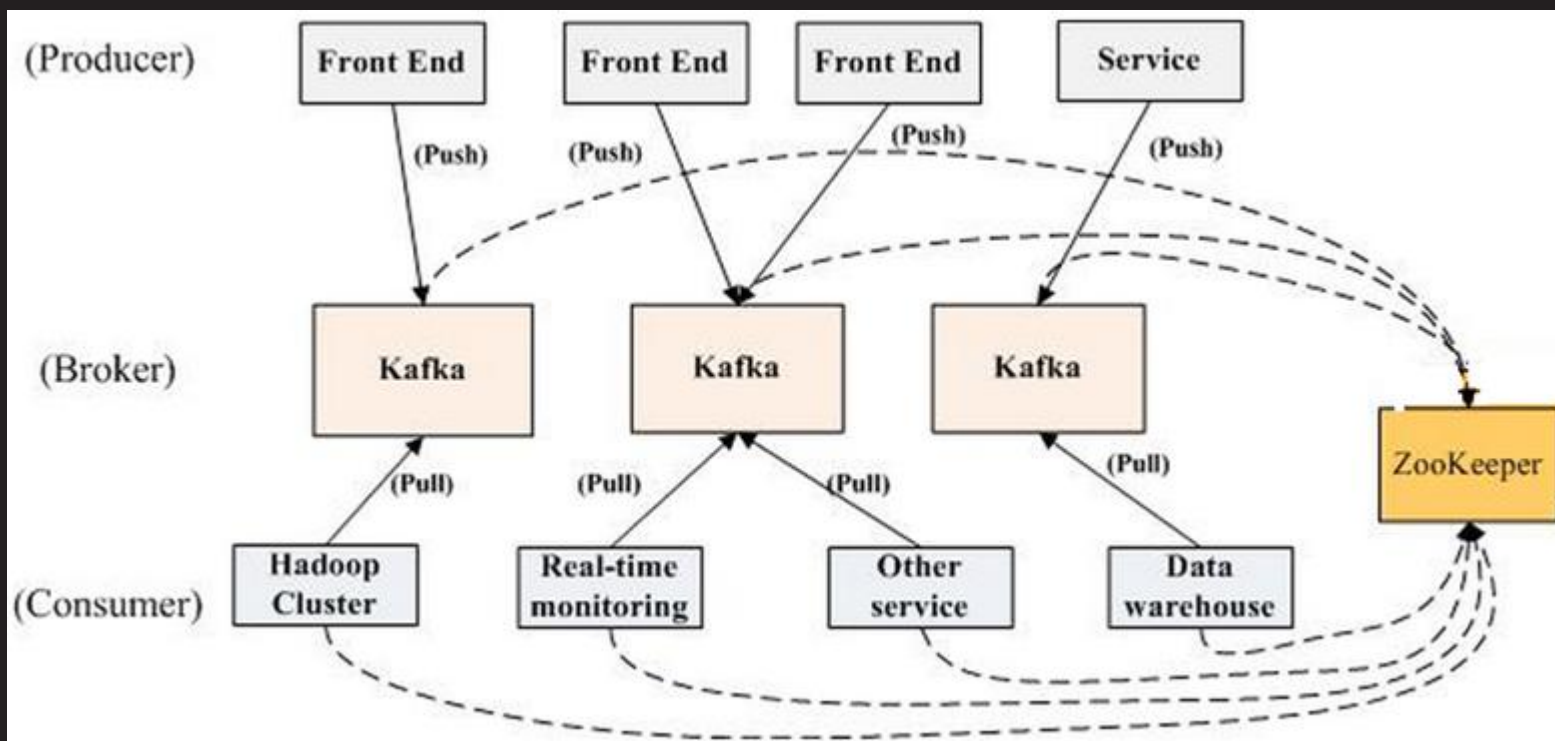 (Producer)
Front End
Front End
Front End
Service
(Push)
(Push)
(Push)
(Push)
(Broker)
Kafka
Kafka
Kafka
ZooKeeper
(Pull)
(Pull)
(Pull)
(Pull)
(Consumer)
Hadoop
Cluster
Real-time
monitoring
Other
service
Data
warehouse